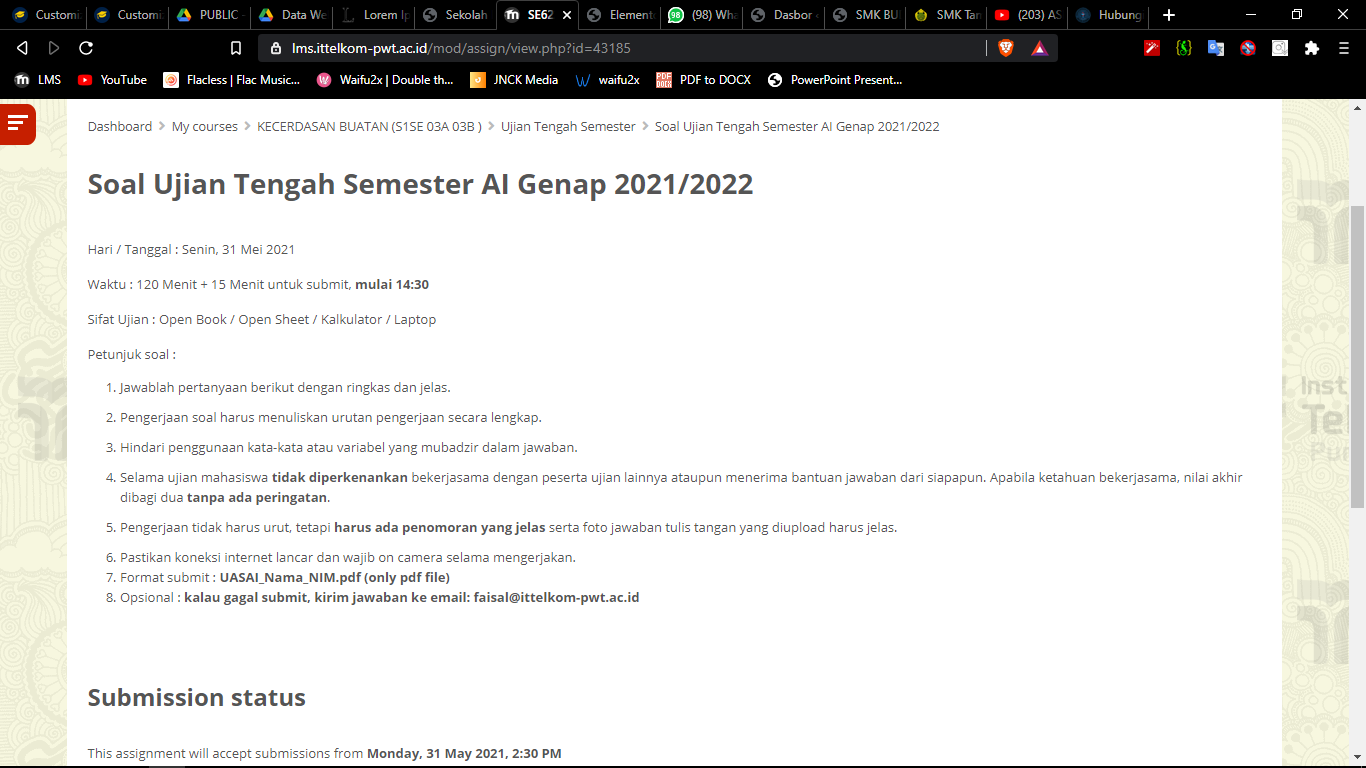 Customi
Customi
PUBLIC -
Data We
Lorem Ip
Sekolah
SE62
Element
(98) Wha
Dasbor
SMK BU
SMK Tan
(203) AS
Hubung
lms.ittelkom-pwt.ac.id/mod/assign/view.php?id=43185
LMS
YouTube
Flacless | Flac Music...
Waifu2x | Double th...
JNCK Media
waifu2x
PDF to DOCX
PowerPoint Present...
Dashboard > My courses > KECERDASAN BUATAN (S1SE 03A 03B ) > Ujian Tengah Semester > Soal Ujian Tengah Semester AI Genap 2021/2022
Soal Ujian Tengah Semester AI Genap 2021/2022
Hari / Tanggal : Senin, 31 Mei 2021
Waktu : 120 Menit + 15 Menit untuk submit, mulai 14:30
Sifat Ujian : Open Book / Open Sheet / Kalkulator / Laptop
Petunjuk soal :
1. Jawablah pertanyaan berikut dengan ringkas dan jelas.
2. Pengerjaan soal harus menuliskan urutan pengerjaan secara lengkap.
3. Hindari penggunaan kata-kata atau variabel yang mubadzir dalam jawaban.
4. Selama ujian mahasiswa tidak diperkenankan bekerjasama dengan peserta ujian lainnya ataupun menerima bantuan jawaban dari siapapun. Apabila ketahuan bekerjasama, nilai akhir
dibagi dua tanpa ada peringatan.
5. Pengerjaan tidak harus urut, tetapi harus ada penomoran yang jelas serta foto jawaban tulis tangan yang diupload harus jelas.
6. Pastikan koneksi internet lancar dan wajib on camera selama mengerjakan.
7. Format submit : UASAI_Nama_NIM.pdf (only pdf file)
8. Opsional : kalau gagal submit, kirim jawaban ke email: faisal@ittelkom-pwt.ac.id
Submission status
This assignment will accept submissions from Monday, 31 May 2021, 2:30 PM